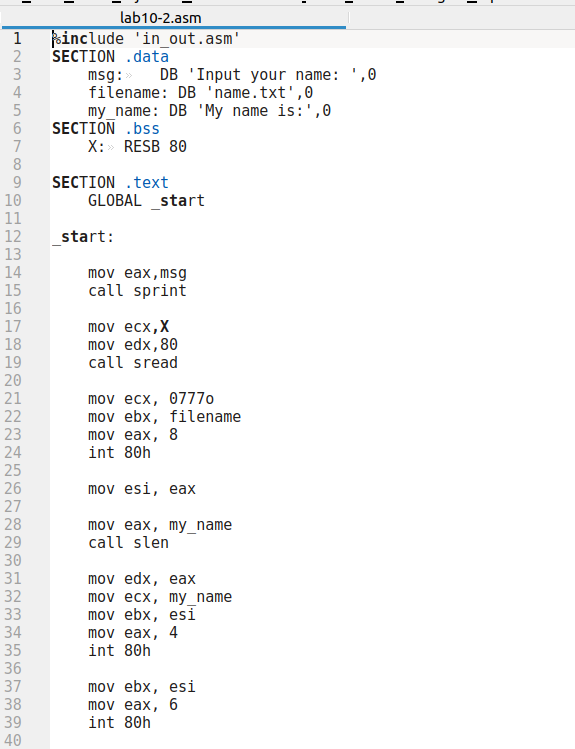 lab10-2.asm
1 %include 'in_out.asm'
2 SECTION .data
3 msg: DB 'Input your name: ',0
4 filename: DB 'name.txt',0
5 my_name: DB 'My name is:',0
6 SECTION .bss
7 X: RESB 80
8
9 SECTION .text
10 GLOBAL _start
11
12 _start:
13
14 mov eax,msg
15 call sprint
16
17 mov ecx,X
18 mov edx,80
19 call sread
20
21 mov ecx, 0777o
22 mov ebx, filename
23 mov eax, 8
24 int 80h
25
26 mov esi, eax
27
28 mov eax, my_name
29 call slen
30
31 mov edx, eax
32 mov ecx, my_name
33 mov ebx, esi
34 mov eax, 4
35 int 80h
36
37 mov ebx, esi
38 mov eax, 6
39 int 80h
40